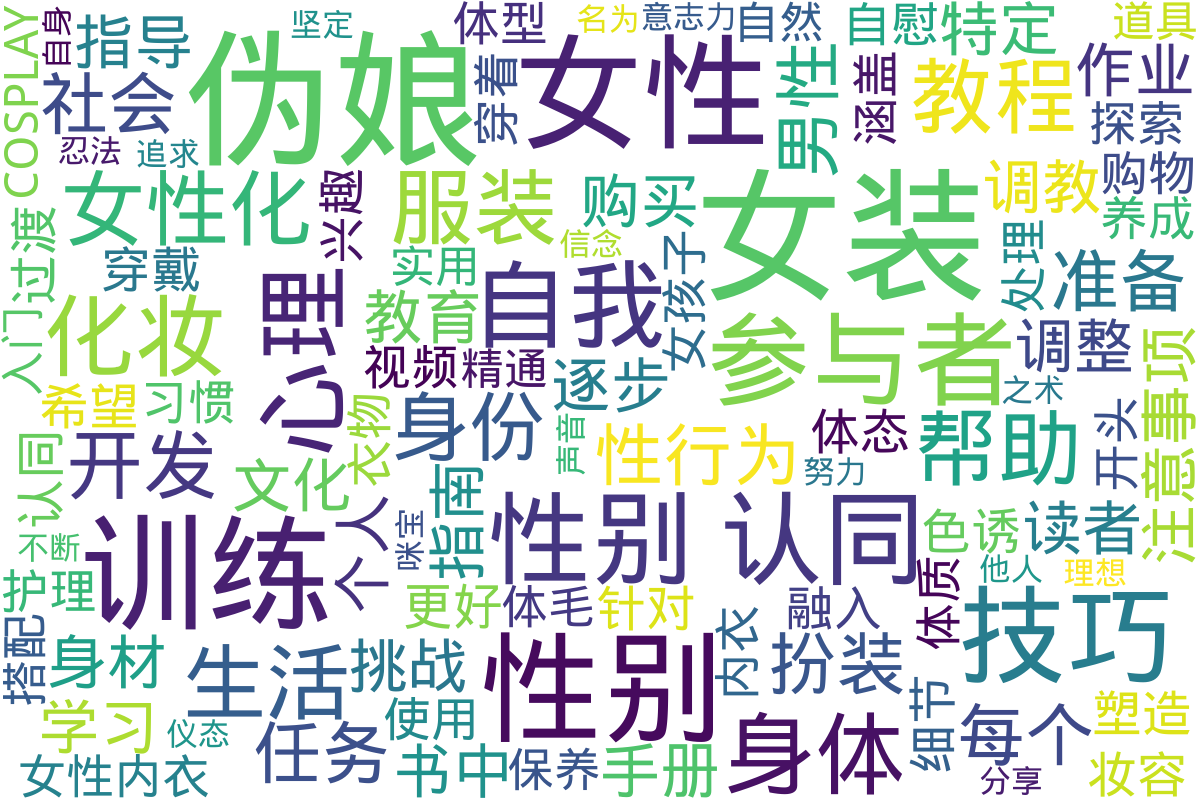 COSPLAY
自身
指导
坚定
伪娘
体型
名为
意志力
自然
自慰
特定
道具
社会
穿着
女性
男性
涵盖
教程
作业
探索
忍法
追求
女性化
兴趣
服装
购买
信念
女装
调教
购物
养成
过渡
穿戴
实用
自我
女孩子
处理
准备
入门
化妆
心理
教育
参与者
调整
注意事项
视频
精通
逐步
之术
希望
习惯
衣物
身份
声音
性行为
体态
努力
帮助
开头
认同
开发
文化
指南
不断
训练
个人
咪宝
性别 认同
色诱
读者
护理
更好
体毛
针对
融入
体质
他人
理想
技巧
搭配
身材
生活
挑战
性别
内衣
扮装
细节
每个
塑造
学习
仪态
任务
使用
身体
女性内衣
书中
保养
手册
分享
妆容